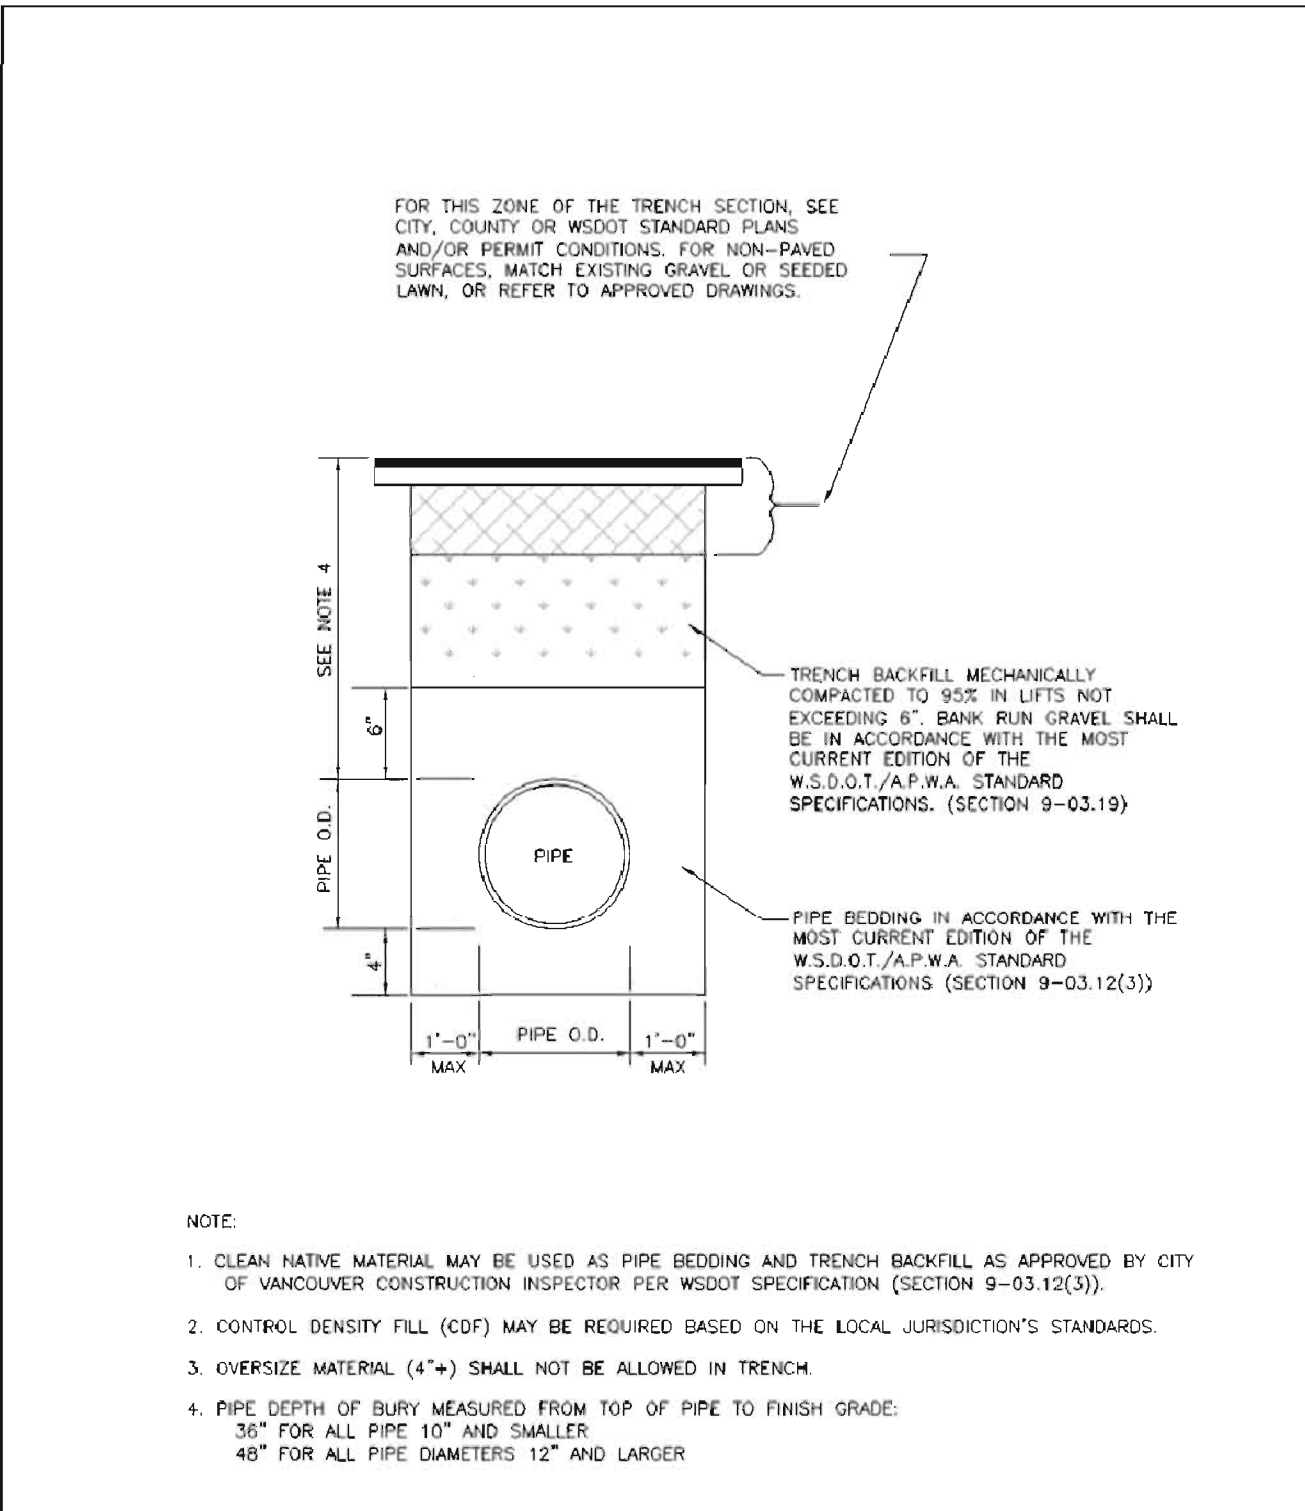 FOR THIS ZONE OF THE TRENCH SECTION, SEE
CITY, COUNTY OR WSDOT STANDARD PLANS
AND/OR PERMIT CONDITIONS. FOR NON-PAVED
SURFACES, MATCH EXISTING GRAVEL OR SEEDED
LAWN, OR REFER TO APPROVED DRAWINGS.
SEE NOTE 4
6"
PIPE O.D.
4"
PIPE
TRENCH BACKFILL MECHANICALLY
COMPACTED TO 95% IN LIFTS NOT
EXCEEDING 6". BANK RUN GRAVEL SHALL
BE IN ACCORDANCE WITH THE MOST
CURRENT EDITION OF THE
W.S.D.O.T./A.P.W.A. STANDARD
SPECIFICATIONS. (SECTION 9-03.19)
PIPE BEDDING IN ACCORDANCE WITH THE
MOST CURRENT EDITION OF THE
W.S.D.O.T./A.P.W.A. STANDARD
SPECIFICATIONS (SECTION 9-03.12(3))
1'-0" PIPE O.D. 1'-0"
MAX MAX
NOTE:
1. CLEAN NATIVE MATERIAL MAY BE USED AS PIPE BEDDING AND TRENCH BACKFILL AS APPROVED BY CITY
OF VANCOUVER CONSTRUCTION INSPECTOR PER WSDOT SPECIFICATION (SECTION 9-03.12(3)).
2. CONTROL DENSITY FILL (CDF) MAY BE REQUIRED BASED ON THE LOCAL JURISDICTION'S STANDARDS.
3. OVERSIZE MATERIAL (4"+) SHALL NOT BE ALLOWED IN TRENCH.
4. PIPE DEPTH OF BURY MEASURED FROM TOP OF PIPE TO FINISH GRADE:
36" FOR ALL PIPE 10" AND SMALLER
48" FOR ALL PIPE DIAMETERS 12" AND LARGER